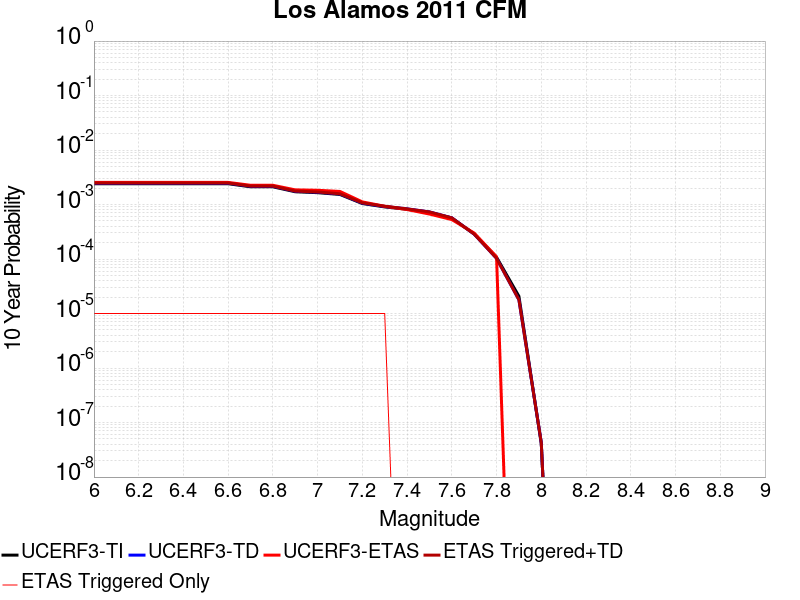 Los Alamos 2011 CFM
10 0
10 -1
10 -2
10 -3
10 -4
10 -5
10 -6
10 -7
10 -8
10 Year Probability
6 6.2 6.4 6.6 6.8 7 7.2 7.4 7.6 7.8 8 8.2 8.4 8.6 8.8 9
Magnitude
UCERF3-TI UCERF3-TD UCERF3-ETAS ETAS Triggered+TD
ETAS Triggered Only